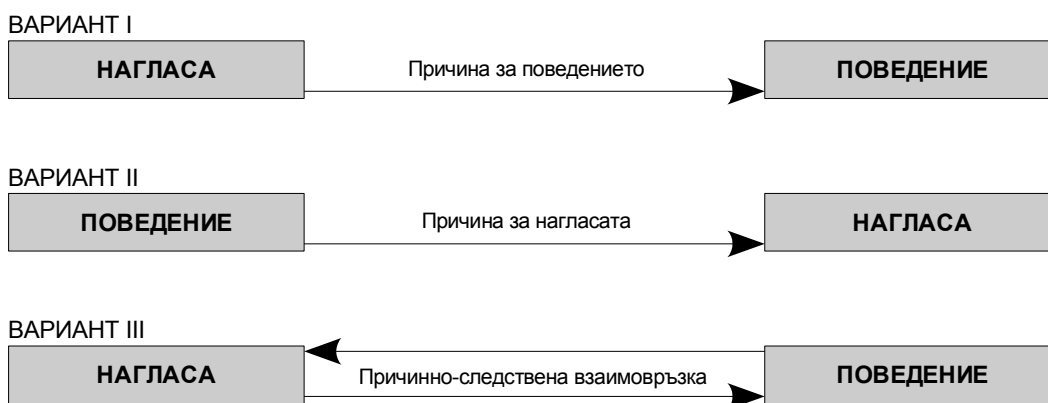 ВАРИАНТ I
НАГЛАСА Причина за поведението ПОВЕДЕНИЕ
ВАРИАНТ II
ПОВЕДЕНИЕ Причина за нагласата НАГЛАСА
ВАРИАНТ III
НАГЛАСА Причинно-следствена взаимовръзка ПОВЕДЕНИЕ